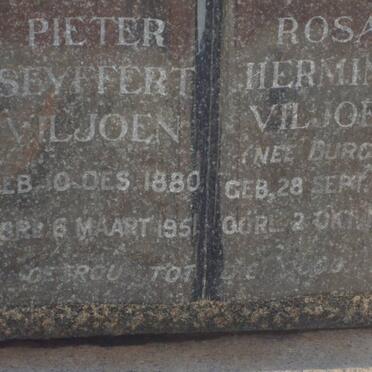 PIETER
SEYFFERT
VILJOEN
GEB. 10 DES. 1880
OORL. 6 MAART 195
ROSA
HERMIN
VILJOE
(NEE BURG
GEB. 28 SEPT.
OORL. 2 OKT.
GETROU TOT